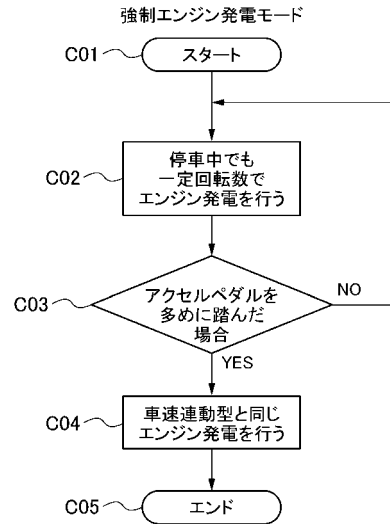 強制エンジン発電モード
C01
スタート
C02
停車中でも
一定回転数で
エンジン発電を行う
C03
アクセルペダルを
多めに踏んだ
場合
NO
YES
C04
車速連動型と同じ
エンジン発電を行う
C05
エンド